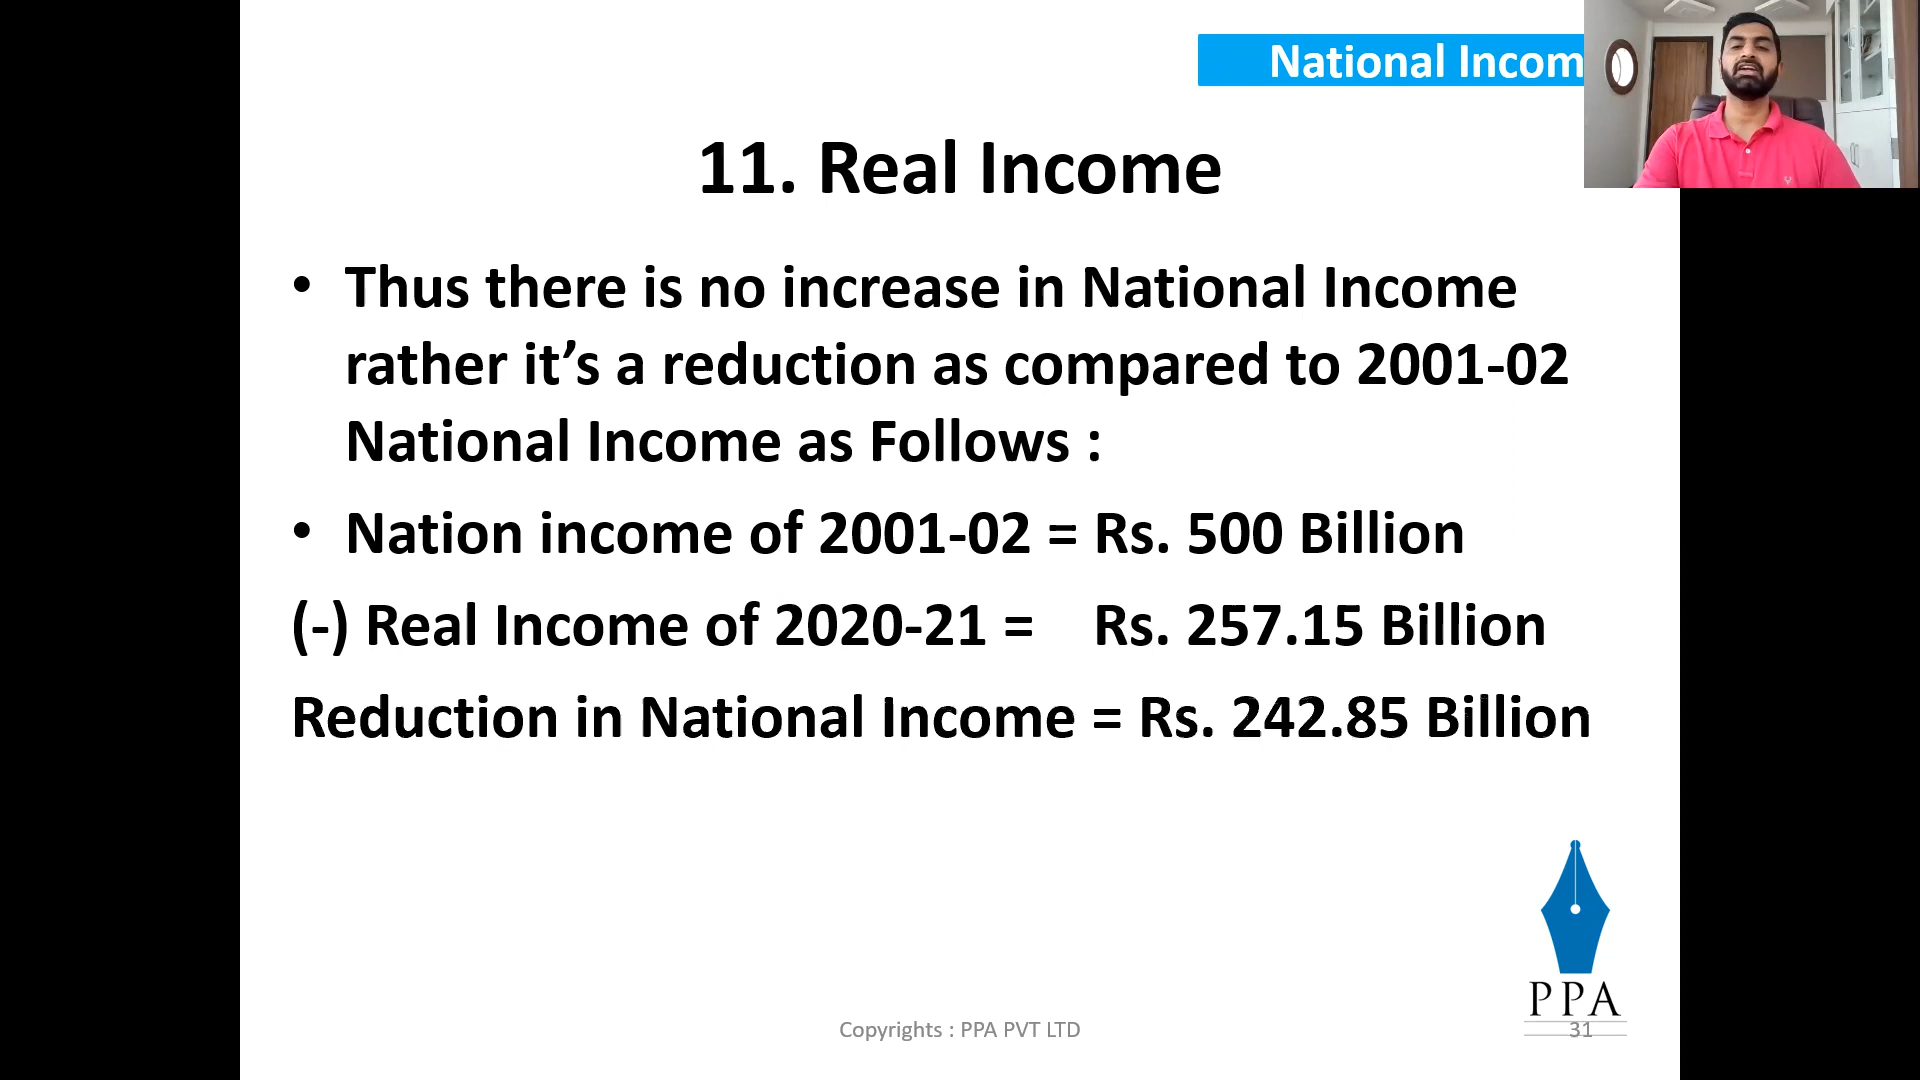 National Incom
11. Real Income
• Thus there is no increase in National Income
rather it’s a reduction as compared to 2001-02
National Income as Follows :
• Nation income of 2001-02 = Rs. 500 Billion
(-) Real Income of 2020-21 = Rs. 257.15 Billion
Reduction in National Income = Rs. 242.85 Billion
PPA
Copyrights : PPA PVT LTD
31